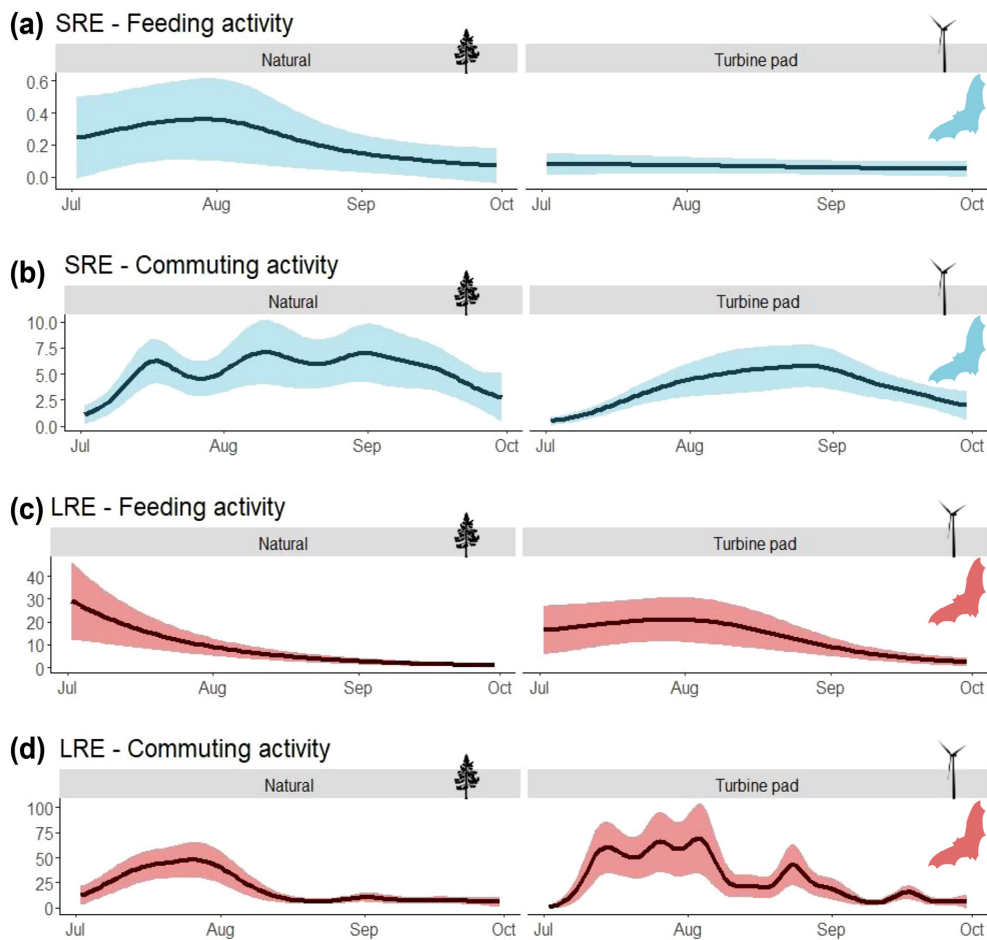 (a) SRE - Feeding activity
Natural Turbine pad
0.6
0.4
0.2
0.0
Jul Aug Sep Oct Jul Aug Sep Oct
(b) SRE - Commuting activity
Natural Turbine pad
10.0
7.5
5.0
2.5
0.0
Jul Aug Sep Oct Jul Aug Sep Oct
(c) LRE - Feeding activity
Natural Turbine pad
40
30
20
10
0
Jul Aug Sep Oct Jul Aug Sep Oct
(d) LRE - Commuting activity
Natural Turbine pad
100
75
50
25
0
Jul Aug Sep Oct Jul Aug Sep Oct